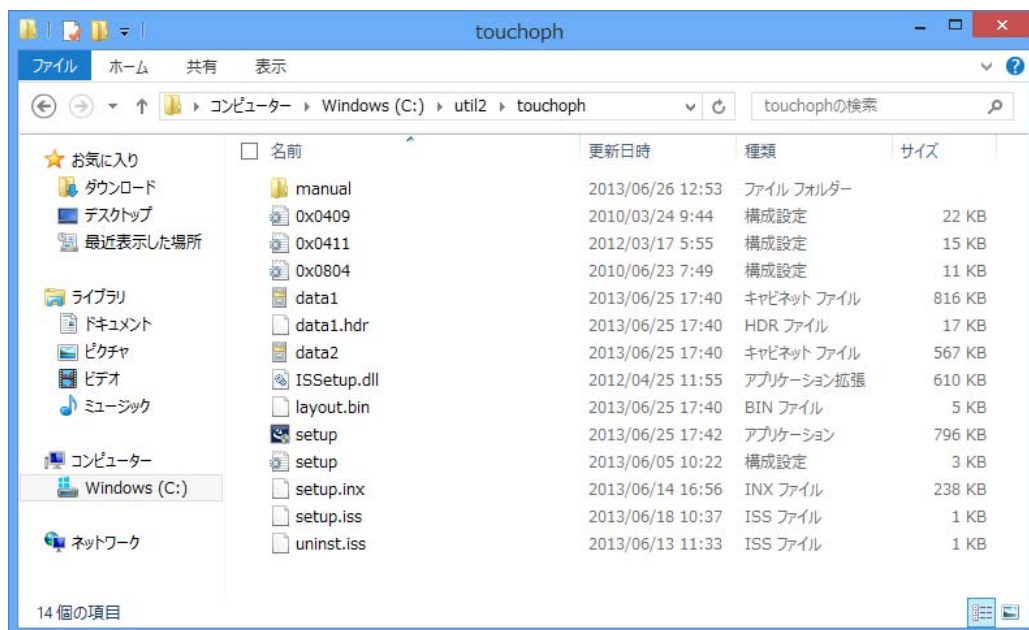 touchoph
ファイル ホーム 共有 表示
コンピューター Windows (C:) util2 touchoph touchophの検索
お気に入り
ダウンロード
デスクトップ
最近表示した場所
ライブラリ
ドキュメント
ピクチャ
ビデオ
ミュージック
コンピューター
Windows (C:)
ネットワーク
名前 更新日時 種類 サイズ
manual 2013/06/26 12:53 ファイル フォルダー
0x0409 2010/03/24 9:44 構成設定 22 KB
0x0411 2012/03/17 5:55 構成設定 15 KB
0x0804 2010/06/23 7:49 構成設定 11 KB
data1 2013/06/25 17:40 キャビネット ファイル 816 KB
data1.hdr 2013/06/25 17:40 HDR ファイル 17 KB
data2 2013/06/25 17:40 キャビネット ファイル 567 KB
ISSetup.dll 2012/04/25 11:55 アプリケーション拡張 610 KB
layout.bin 2013/06/25 17:40 BIN ファイル 5 KB
setup 2013/06/25 17:42 アプリケーション 796 KB
setup 2013/06/05 10:22 構成設定 3 KB
setup.inx 2013/06/14 16:56 INX ファイル 238 KB
setup.iss 2013/06/18 10:37 ISS ファイル 1 KB
uninst.iss 2013/06/13 11:33 ISS ファイル 1 KB
14 個の項目